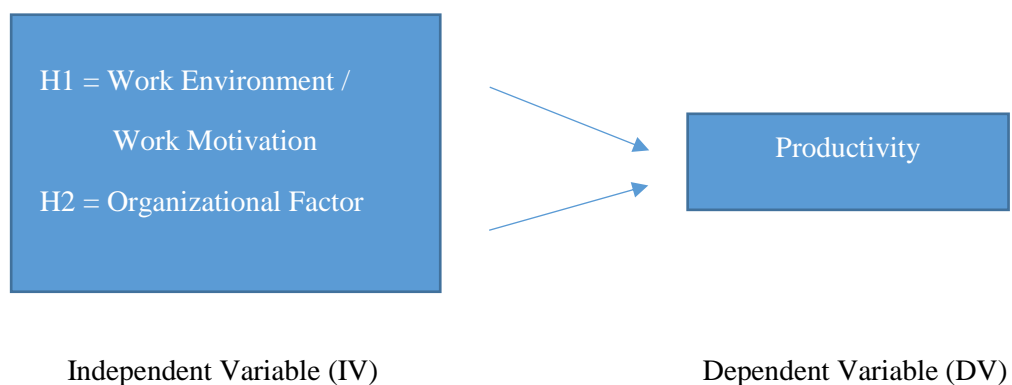 H1 = Work Environment /
Work Motivation
H2 = Organizational Factor
Productivity
Independent Variable (IV)
Dependent Variable (DV)